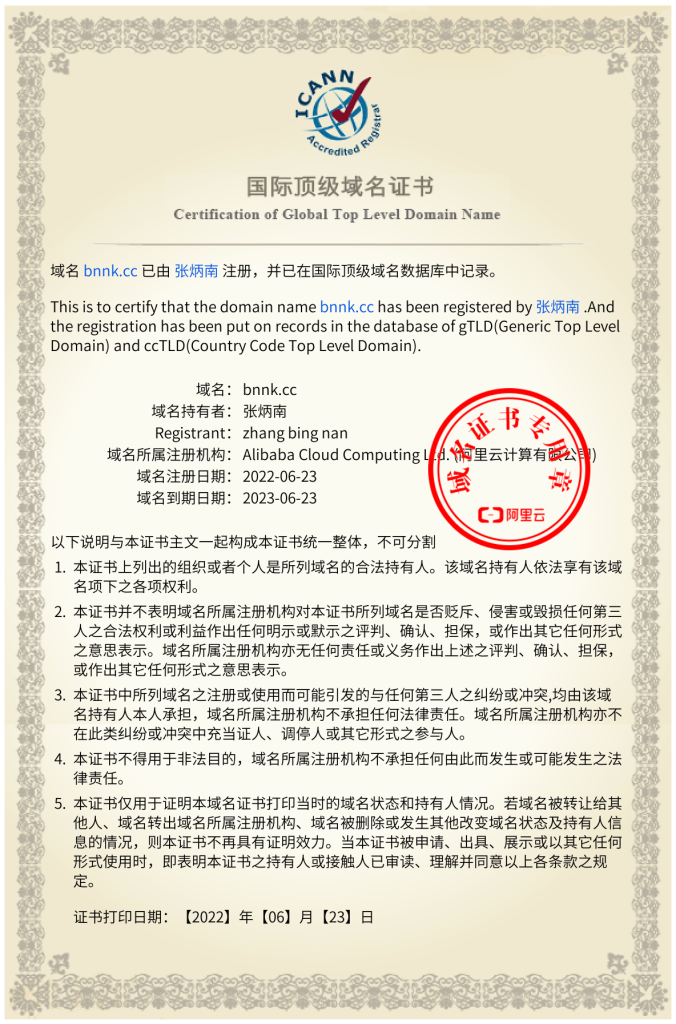 ICANN
Accredited Registrar
国际顶级域名证书
Certification of Global Top Level Domain Name
域名 bnnk.cc 已由 张炳南 注册，并已在国际顶级域名数据库中记录。
This is to certify that the domain name bnnk.cc has been registered by 张炳南 .And
the registration has been put on records in the database of gTLD(Generic Top Level
Domain) and ccTLD(Country Code Top Level Domain).
域名： bnnk.cc
域名持有者： 张炳南
Registrant： zhang bing nan
域名所属注册机构： Alibaba Cloud Computing Ltd. (阿里云计算有限公司)
域名注册日期： 2022-06-23
域名到期日期： 2023-06-23
域名证书专用章
阿里云
以下说明与本证书主文一起构成本证书统一整体，不可分割
1. 本证书上列出的组织或者个人是所列域名的合法持有人。该域名持有人依法享有该域
名项下之各项权利。
2. 本证书并不表明域名所属注册机构对本证书所列域名是否贬斥、侵害或毁损任何第三
人之合法权利或利益作出任何明示或默示之评判、确认、担保，或作出其它任何形式
之意思表示。域名所属注册机构亦无任何责任或义务作出上述之评判、确认、担保，
或作出其它任何形式之意思表示。
3. 本证书中所列域名之注册或使用而可能引发的与任何第三人之纠纷或冲突,均由该域
名持有人本人承担，域名所属注册机构不承担任何法律责任。域名所属注册机构亦不
在此类纠纷或冲突中充当证人、调停人或其它形式之参与人。
4. 本证书不得用于非法目的，域名所属注册机构不承担任何由此而发生或可能发生之法
律责任。
5. 本证书仅用于证明本域名证书打印当时的域名状态和持有人情况。若域名被转让给其
他人、域名转出域名所属注册机构、域名被删除或发生其他改变域名状态及持有人信
息的情况，则本证书不再具有证明效力。当本证书被申请、出具、展示或以其它任何
形式使用时，即表明本证书之持有人或接触人已审读、理解并同意以上各条款之规
定。
证书打印日期：【2022】年【06】月【23】日